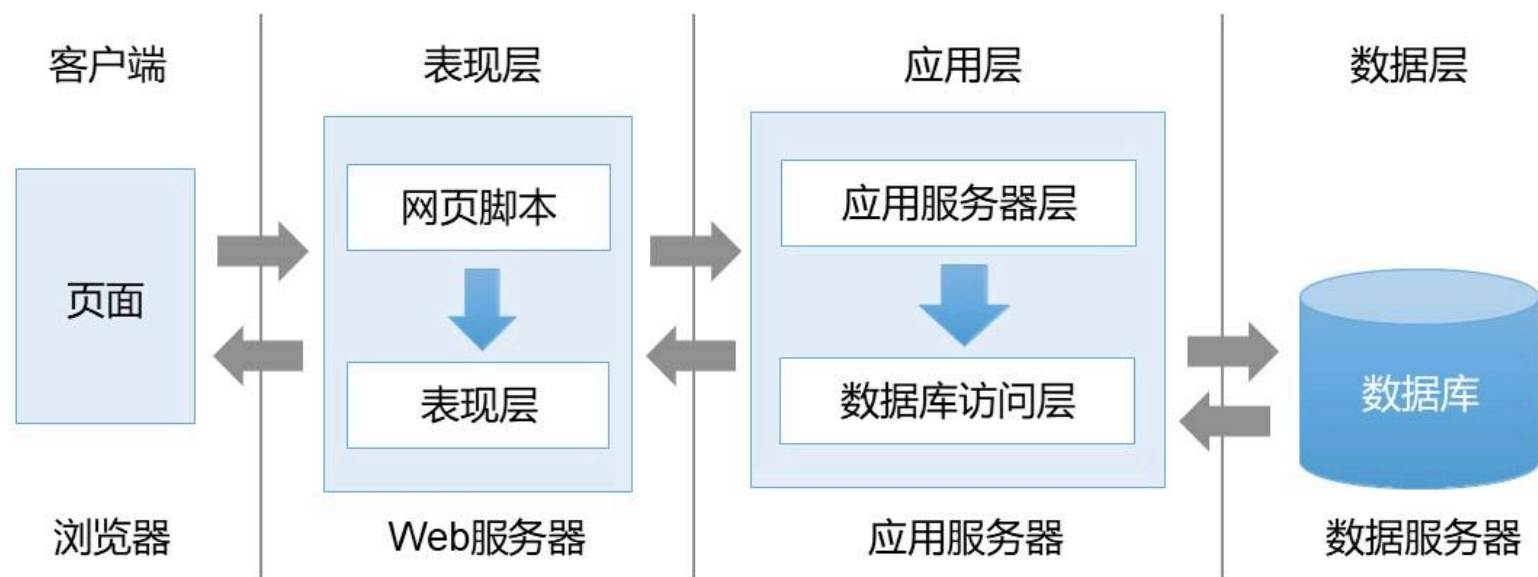 客户端
表现层
应用层
数据层
页面
网页脚本
表现层
应用服务器层
数据库访问层
数据库
浏览器
Web服务器
应用服务器
数据服务器